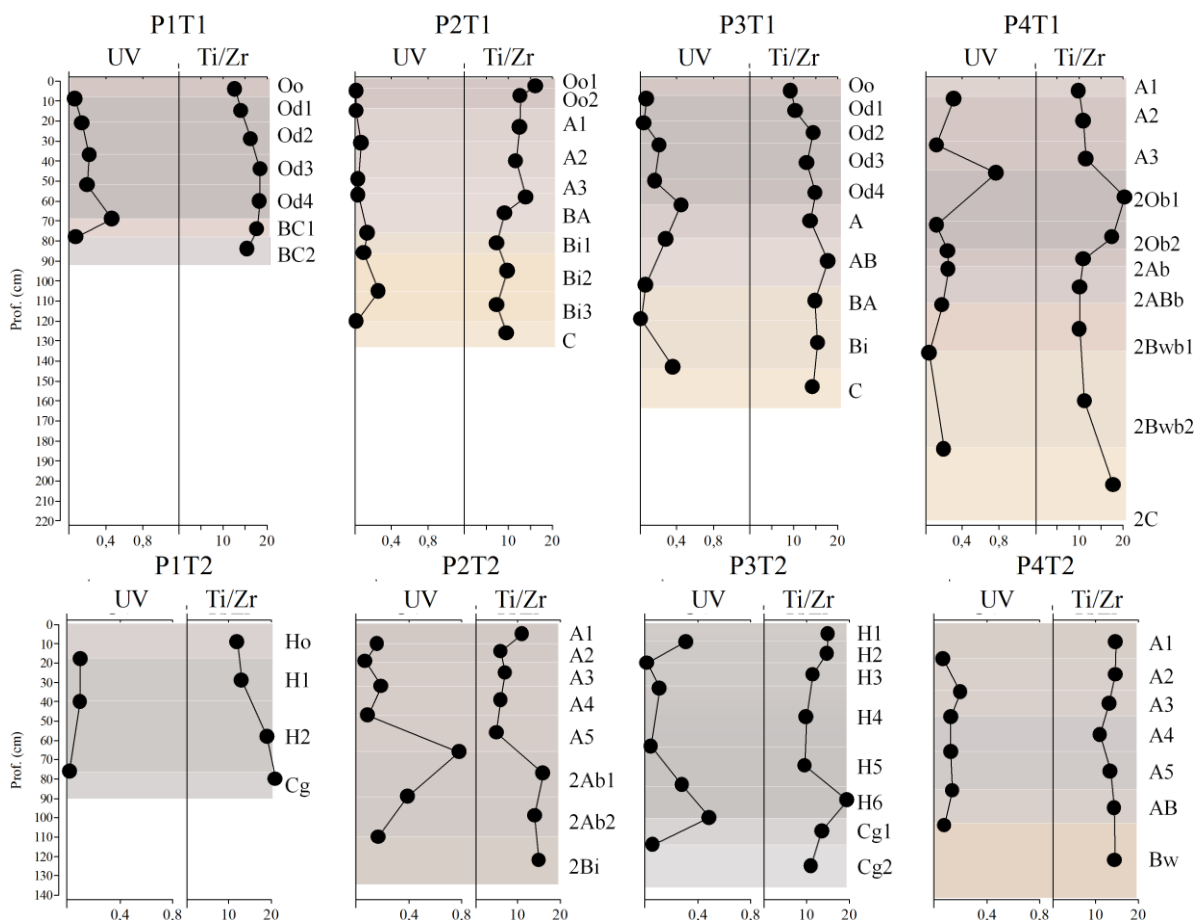 P1T1
UV Ti/Zr
Prof. (cm)
0
10
20
30
40
50
60
70
80
90
100
110
120
130
140
150
160
170
180
190
200
210
220
Oo
Od1
Od2
Od3
Od4
BC1
BC2
0,4 0,8 10 20
P2T1
UV Ti/Zr
Oo1
Oo2
A1
A2
A3
BA
Bi1
Bi2
Bi3
C
0,4 0,8 10 20
P3T1
UV Ti/Zr
Oo
Od1
Od2
Od3
Od4
A
AB
BA
Bi
C
0,4 0,8 10 20
P4T1
UV Ti/Zr
A1
A2
A3
2Ob1
2Ob2
2Ab
2ABb
2Bwb1
2Bwb2
2C
0,4 0,8 10 20
P1T2
UV Ti/Zr
Prof. (cm)
0
10
20
30
40
50
60
70
80
90
100
110
120
130
140
Ho
H1
H2
Cg
0,4 0,8 10 20
P2T2
UV Ti/Zr
A1
A2
A3
A4
A5
2Ab1
2Ab2
2Bi
0,4 0,8 10 20
P3T2
UV Ti/Zr
H1
H2
H3
H4
H5
H6
Cg1
Cg2
0,4 0,8 10 20
P4T2
UV Ti/Zr
A1
A2
A3
A4
A5
AB
Bw
0,4 0,8 10 20